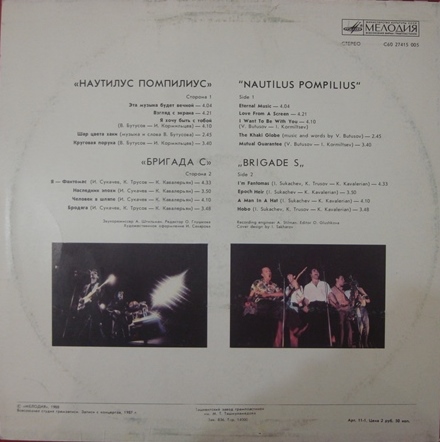 МЕЛОДИЯ
СТЕРЕО С60 27415 005
«НАУТИЛУС ПОМПИЛИУС»
Сторона 1
Эта музыка будет вечной — 4.04
Взгляд с экрана — 4.21
Я хочу быть с тобой
(В. Бутусов — И. Кормильцев) — 4.10
Шар цвета хаки (музыка и слова В. Бутусова) — 2.45
Круговая порука (В. Бутусов — И. Кормильцев) — 3.40
«БРИГАДА С»
Сторона 2
Я — Фантомас (И. Сукачев, К. Трусов — К. Кавалерьян) — 4.33
Наследник эпохи (И. Сукачев — К. Кавалерьян) — 3.50
Человек в шляпе (И. Сукачев — К. Кавалерьян) — 4.10
Бродяга (И. Сукачев, К. Трусов — К. Кавалерьян) — 3.48
"NAUTILUS POMPILIUS"
Side 1
Eternal Music — 4.04
Love From A Screen — 4.21
I Want To Be With You — 4.10
(V. Butusov — I. Kormiltsev)
The Khaki Globe (music and words by V. Butusov) — 2.45
Mutual Guarantee (V. Butusov — I. Kormiltsev) — 3.40
„BRIGADE S„
Side 2
I'm Fantomas (I. Sukachev, K. Trusov — K. Kavalerian) — 4.33
Epoch Heir (I. Sukachev — K. Kavalerian) — 3.50
A Man In A Hat (I. Sukachev — K. Kavalerian) — 4.10
Hobo (I. Sukachev, K. Trusov — K. Kavalerian) — 3.48
© «МЕЛОДИЯ», 1988